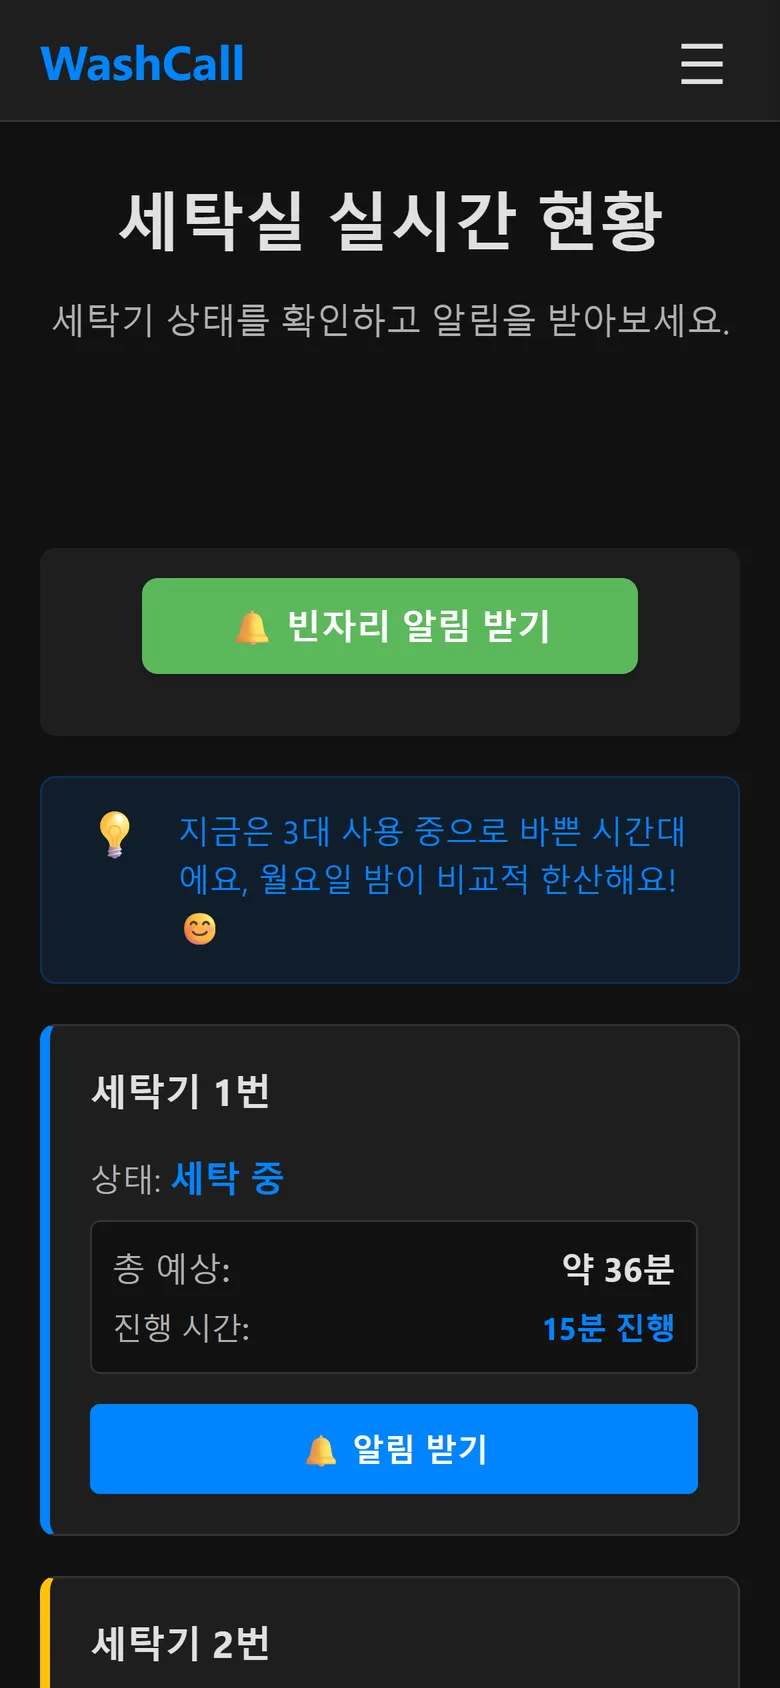 WashCall
세탁실 실시간 현황
세탁기 상태를 확인하고 알림을 받아보세요.
🔔 빈자리 알림 받기
💡 지금은 3대 사용 중으로 바쁜 시간대
에요, 월요일 밤이 비교적 한산해요!
😊
세탁기 1번
상태: 세탁 중
총 예상: 약 36분
진행 시간: 15분 진행
🔔 알림 받기
세탁기 2번